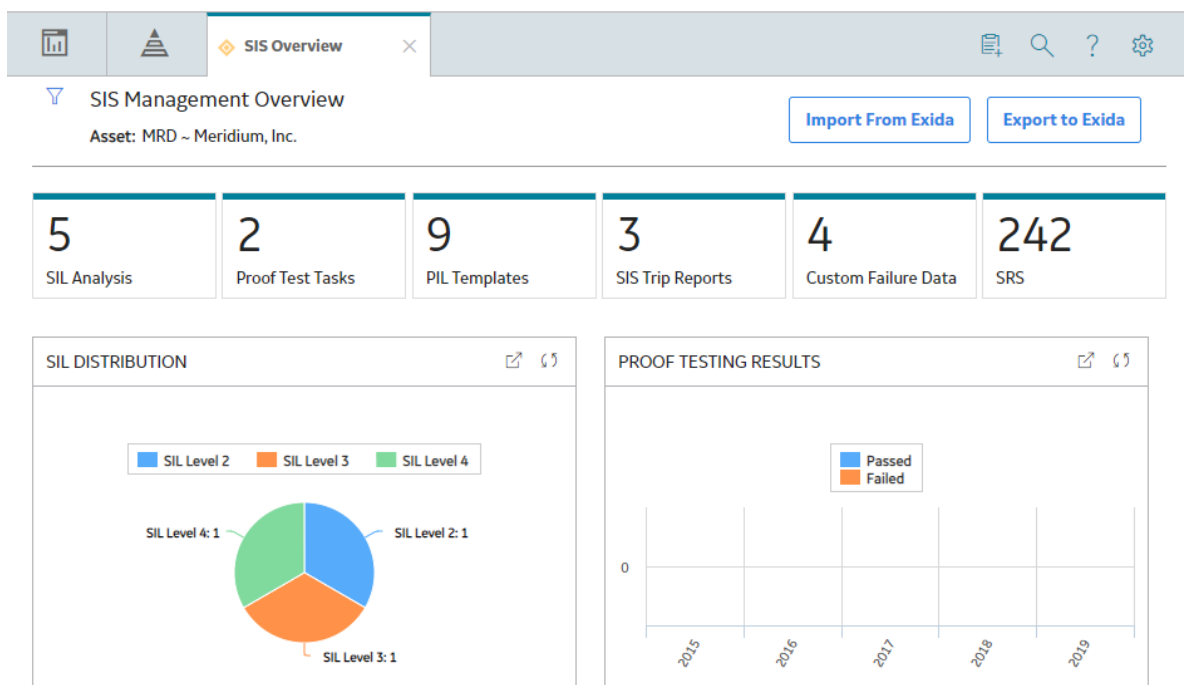 SIS Overview
?
SIS Management Overview
Asset: MRD ~ Meridium, Inc.
Import From Exida
Export to Exida
5
SIL Analysis
2
Proof Test Tasks
9
PIL Templates
3
SIS Trip Reports
4
Custom Failure Data
242
SRS
SIL DISTRIBUTION
SIL Level 2 SIL Level 3 SIL Level 4
SIL Level 4: 1
SIL Level 2: 1
SIL Level 3: 1
PROOF TESTING RESULTS
Passed
Failed
0
2015 2016 2017 2018 2019